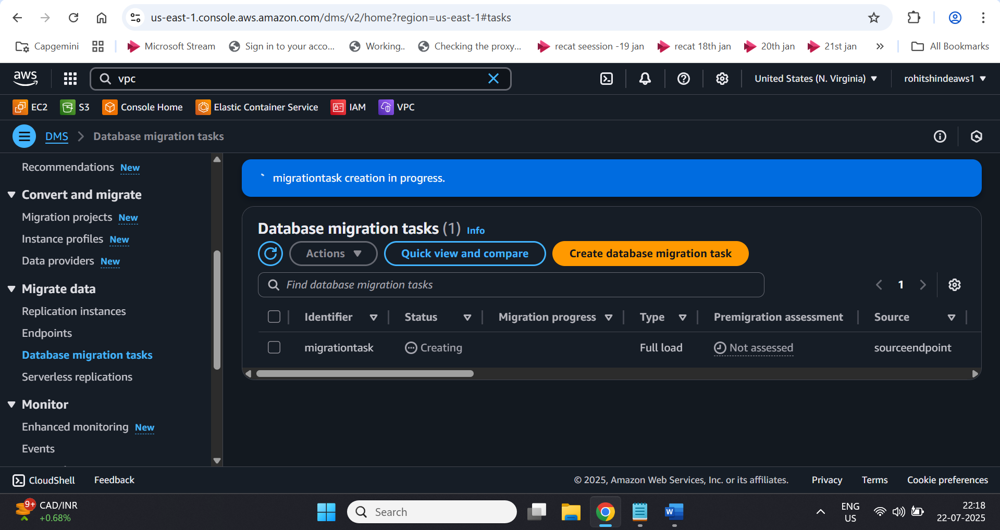 us-east-1.console.aws.amazon.com/dms/v2/home?region=us-east-1#tasks
Capgemini
Microsoft Stream
Sign in to your acco...
Working..
Checking the proxy...
recat seession -19 jan
recat 18th jan
20th jan
21st jan
»
All Bookmarks
aws
vpc
United States (N. Virginia)
rohitshindeaws1
EC2
S3
Console Home
Elastic Container Service
IAM
VPC
DMS
Database migration tasks
Recommendations New
Convert and migrate
Migration projects New
Instance profiles New
Data providers New
Migrate data
Replication instances
Endpoints
Database migration tasks
Serverless replications
Monitor
Enhanced monitoring New
Events
migrationtask creation in progress.
Database migration tasks (1) Info
Actions
Quick view and compare
Create database migration task
Find database migration tasks
1
Identifier Status Migration progress Type Premigration assessment Source
migrationtask Creating Full load Not assessed sourceendpoint
CloudShell
Feedback
© 2025, Amazon Web Services, Inc. or its affiliates.
Privacy
Terms
Cookie preferences
9+
CAD/INR
+0.68%
Search
W
ENG
US
22:18
22-07-2025